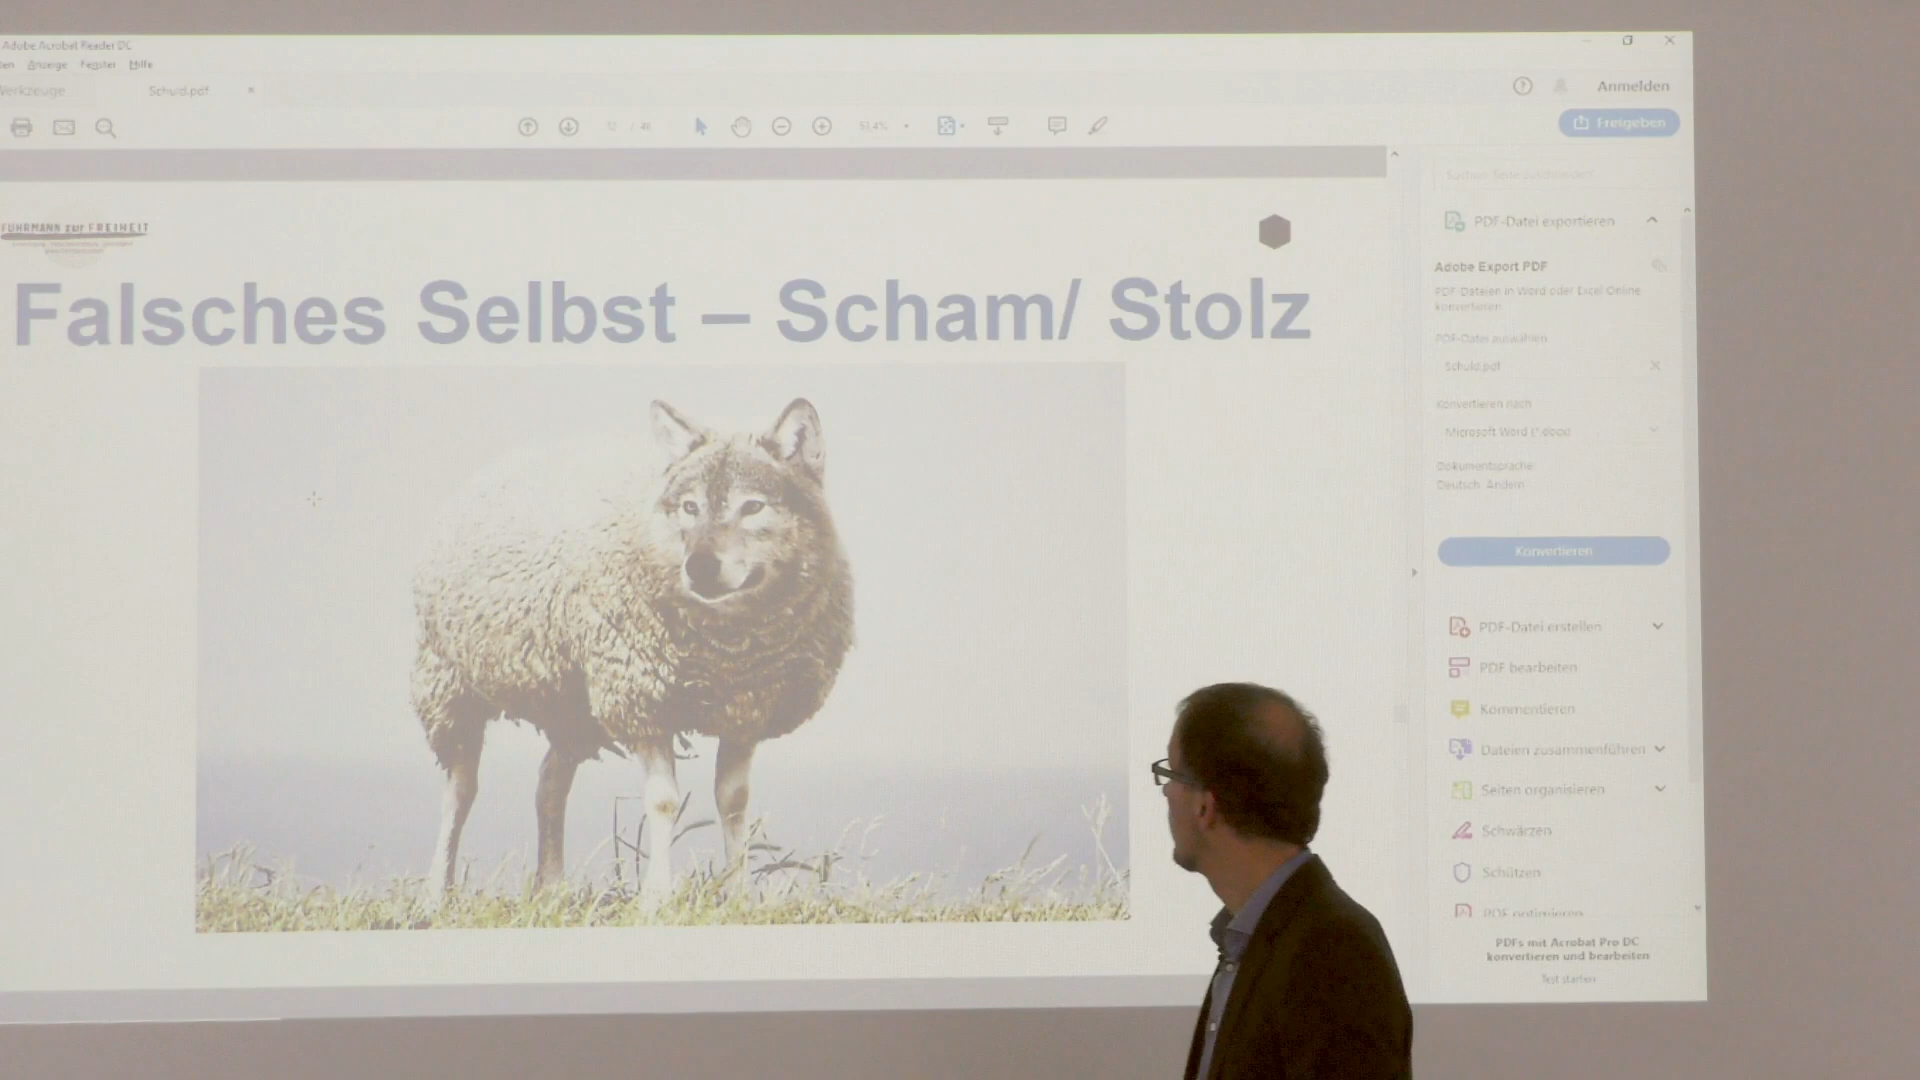 Adobe Acrobat Reader DC
Anzeige Fenster Hilfe
Werkzeuge
Schuld.pdf
Anmelden
/ 46
51,4%
Freigeben
FUHRMANN zur FREIHEIT
Falsches Selbst – Scham/ Stolz
PDF-Datei exportieren
Adobe Export PDF
PDF-Dateien in Word oder Excel Online
konvertieren
PDF-Datei auswählen
Schuld.pdf
Konvertieren nach
Microsoft Word (*.docx)
Dokumentsprache:
Deutsch Ändern
Konvertieren
PDF-Datei erstellen
PDF bearbeiten
Kommentieren
Dateien zusammenführen
Seiten organisieren
Schwärzen
Schützen
PDF optimieren
PDFs mit Acrobat Pro DC
konvertieren und bearbeiten
Test starten